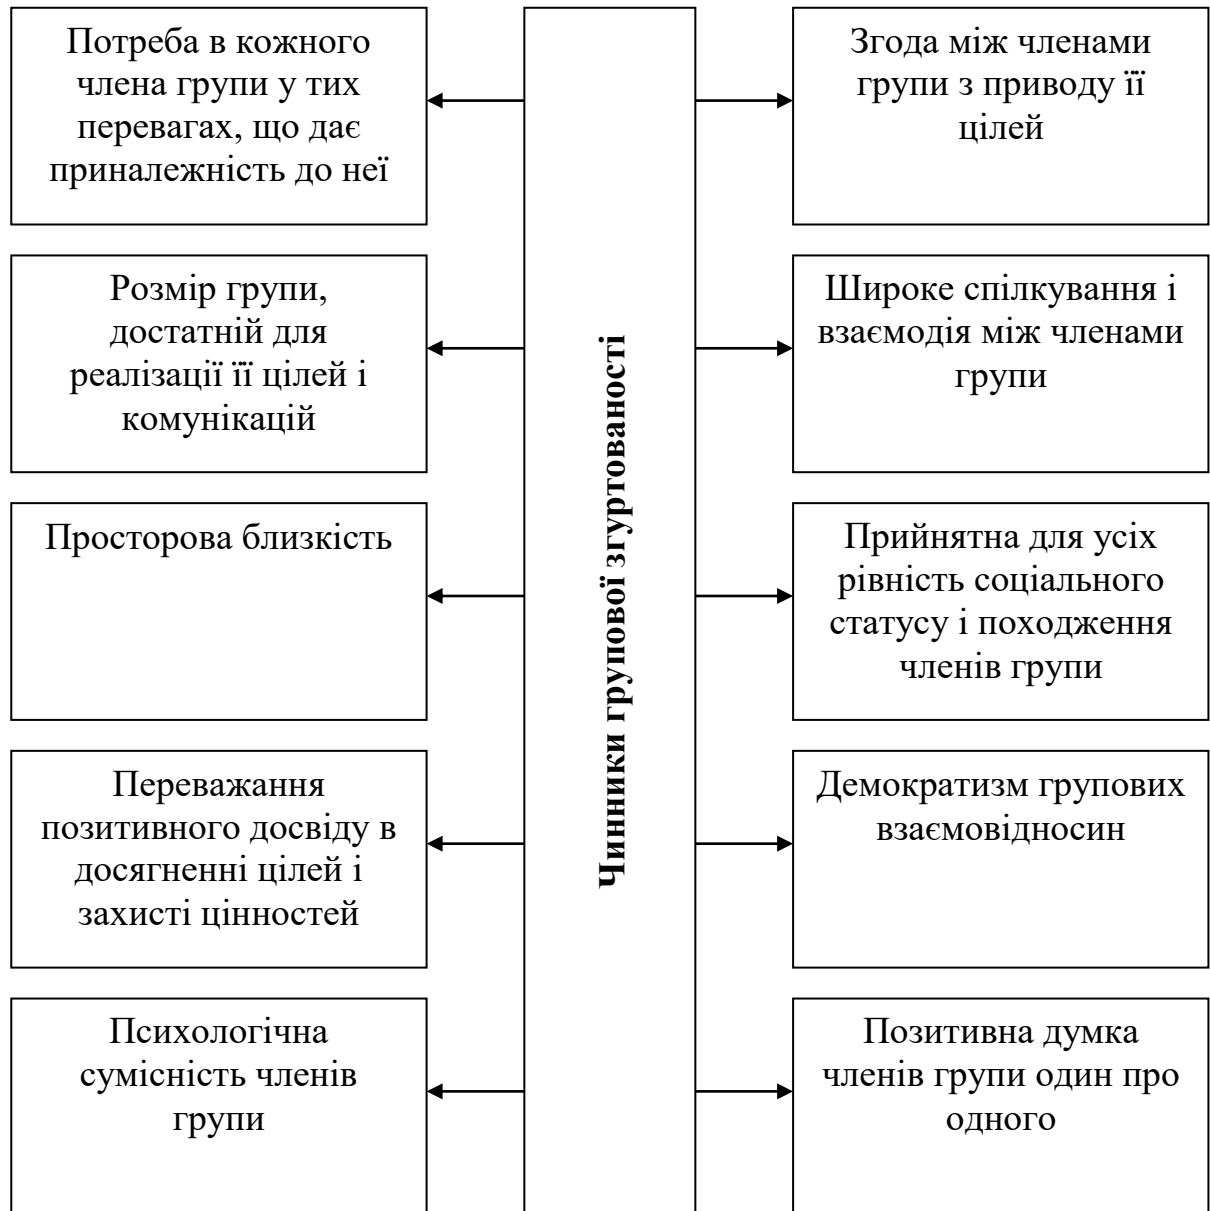 Потреба в кожного
члена групи у тих
перевагах, що дає
приналежність до неї
Розмір групи,
достатній для
реалізації її цілей і
комунікацій
Просторова близкість
Переважання
позитивного досвіду в
досягненні цілей і
захисті цінностей
Психологічна
сумісність членів
групи
Чинники групової згуртованості
Згода між членами
групи з приводу її
цілей
Широке спілкування і
взаємодія між членами
групи
Прийнятна для усіх
рівність соціального
статусу і походження
членів групи
Демократизм групових
взаємовідносин
Позитивна думка
членів групи один про
одного